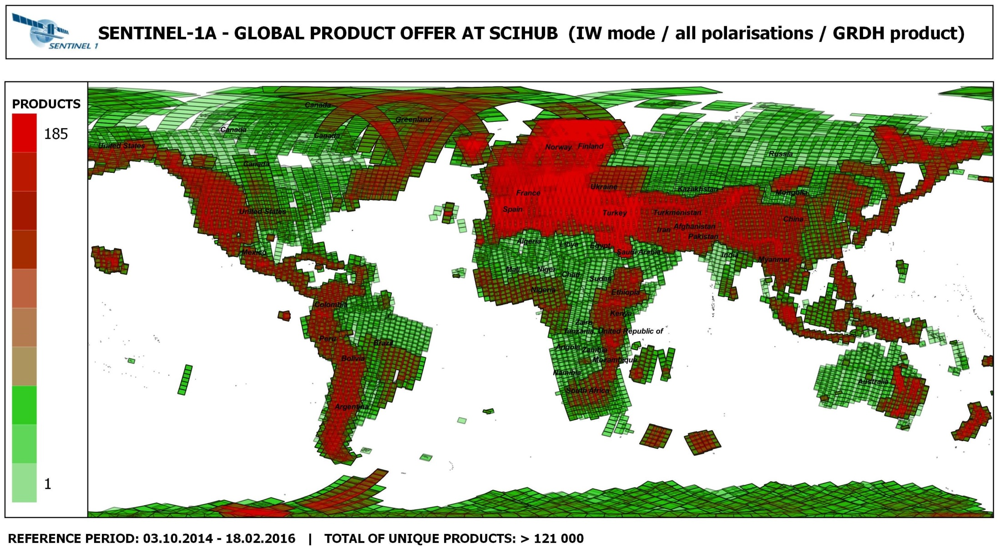 SENTINEL 1
SENTINEL-1A - GLOBAL PRODUCT OFFER AT SCIHUB (IW mode / all polarisations / GRDH product)
PRODUCTS
185
1
Canada
Greenland
Canada
Canada
United States
Norway
Finland
Russia
Canada
Ukraine
Kazakhstan
France
Mongolia
Spain
United States
Turkey
Turkmenistan
China
Iran
Afghanistan
Pakistan
Algeria
Libya
Egypt
Mexico
Saudi Arabia
India
Myanmar
Mali
Niger
Chad
Sudan
Nigeria
Ethiopia
Colombia
Kenya
Zaire
Tanzania, United Republic of
Peru
Brazil
Angola
Zambia
Bolivia
Mozambique
Namibia
Australia
South Africa
Argentina
REFERENCE PERIOD: 03.10.2014 - 18.02.2016 | TOTAL OF UNIQUE PRODUCTS: > 121 000